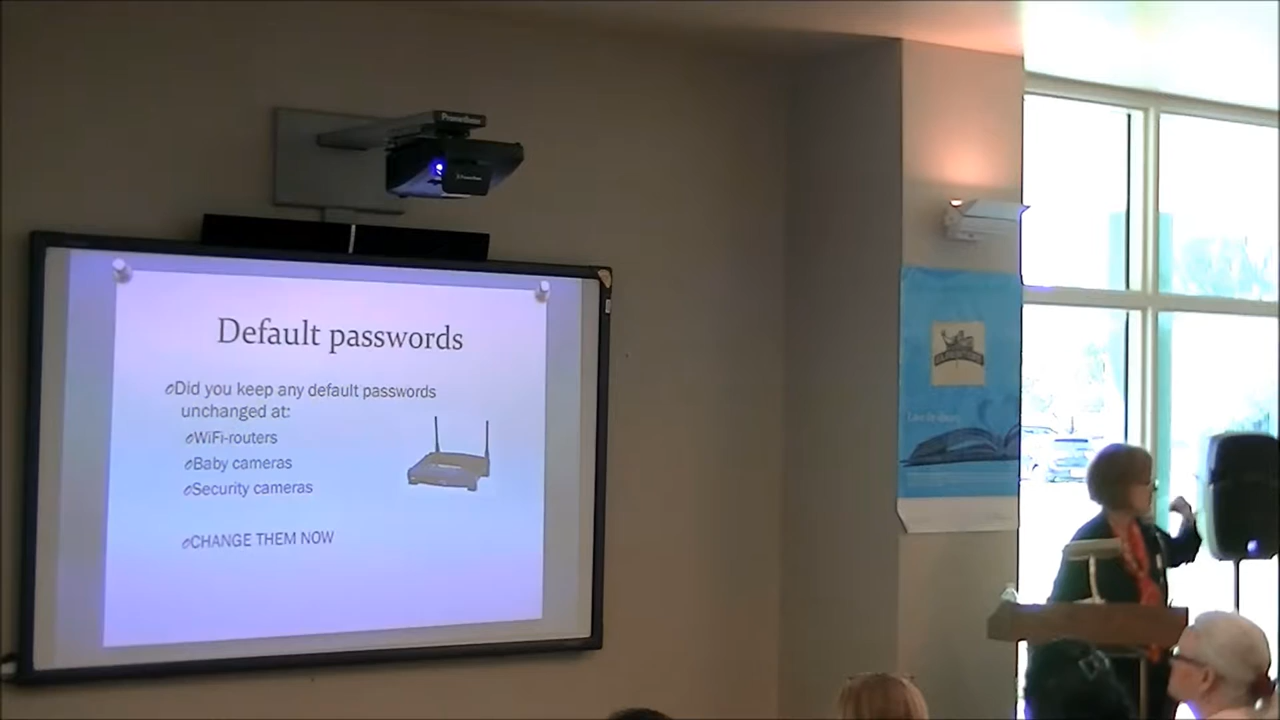 Promethean
Default passwords
Did you keep any default passwords
unchanged at:
WiFi-routers
Baby cameras
Security cameras
CHANGE THEM NOW